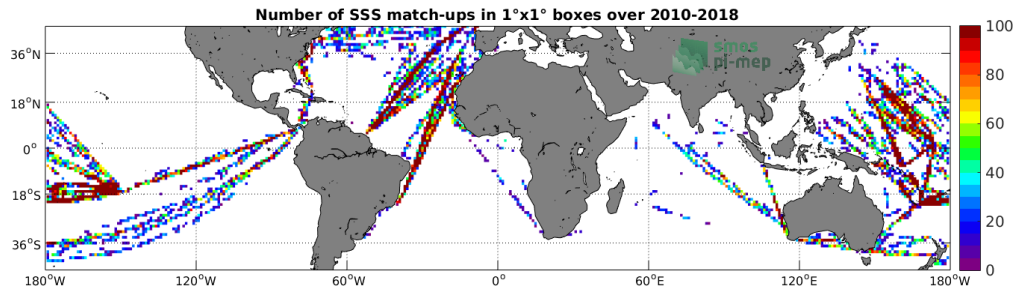 Number of SSS match-ups in 1°x1° boxes over 2010-2018
smos
pi-mep
36°N
18°N
0°
18°S
36°S
180°W 120°W 60°W 0° 60°E 120°E 180°W
100
80
60
40
20
0